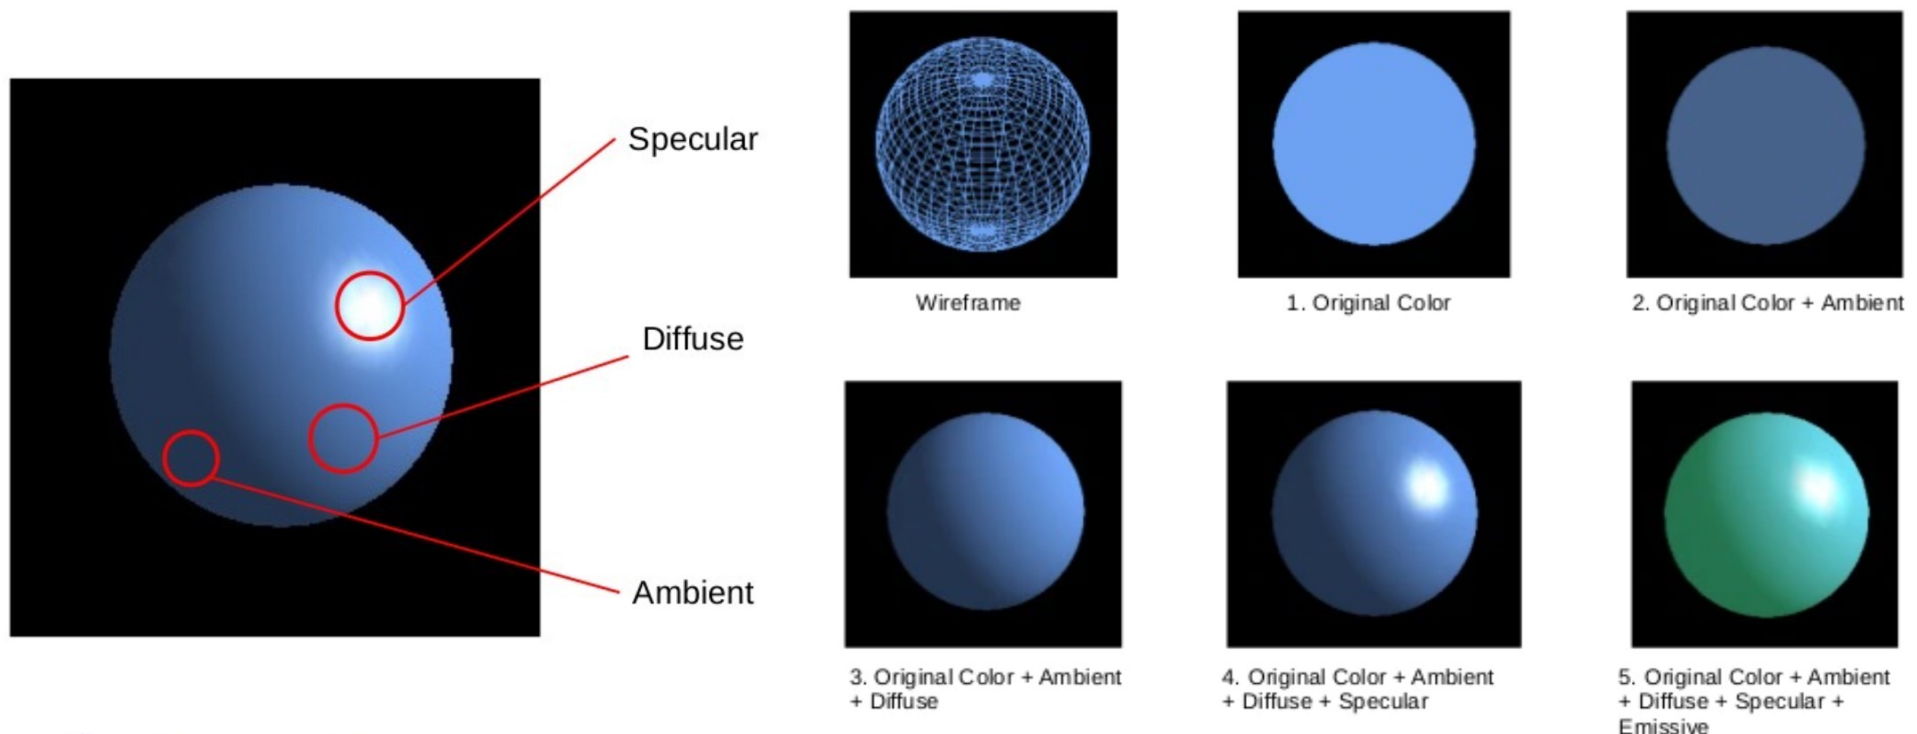 Specular
Diffuse
Ambient
Wireframe
1. Original Color
2. Original Color + Ambient
3. Original Color + Ambient
+ Diffuse
4. Original Color + Ambient
+ Diffuse + Specular
5. Original Color + Ambient
+ Diffuse + Specular +
Emissive